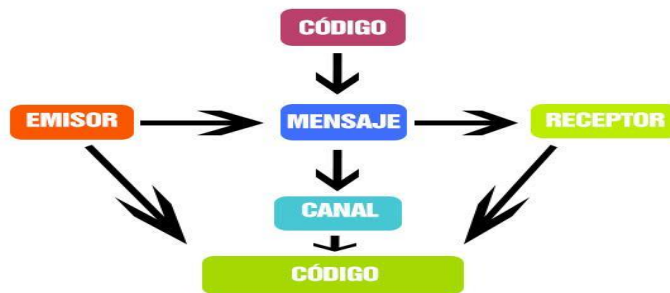 CÓDIGO
EMISOR
MENSAJE
RECEPTOR
CANAL
CÓDIGO